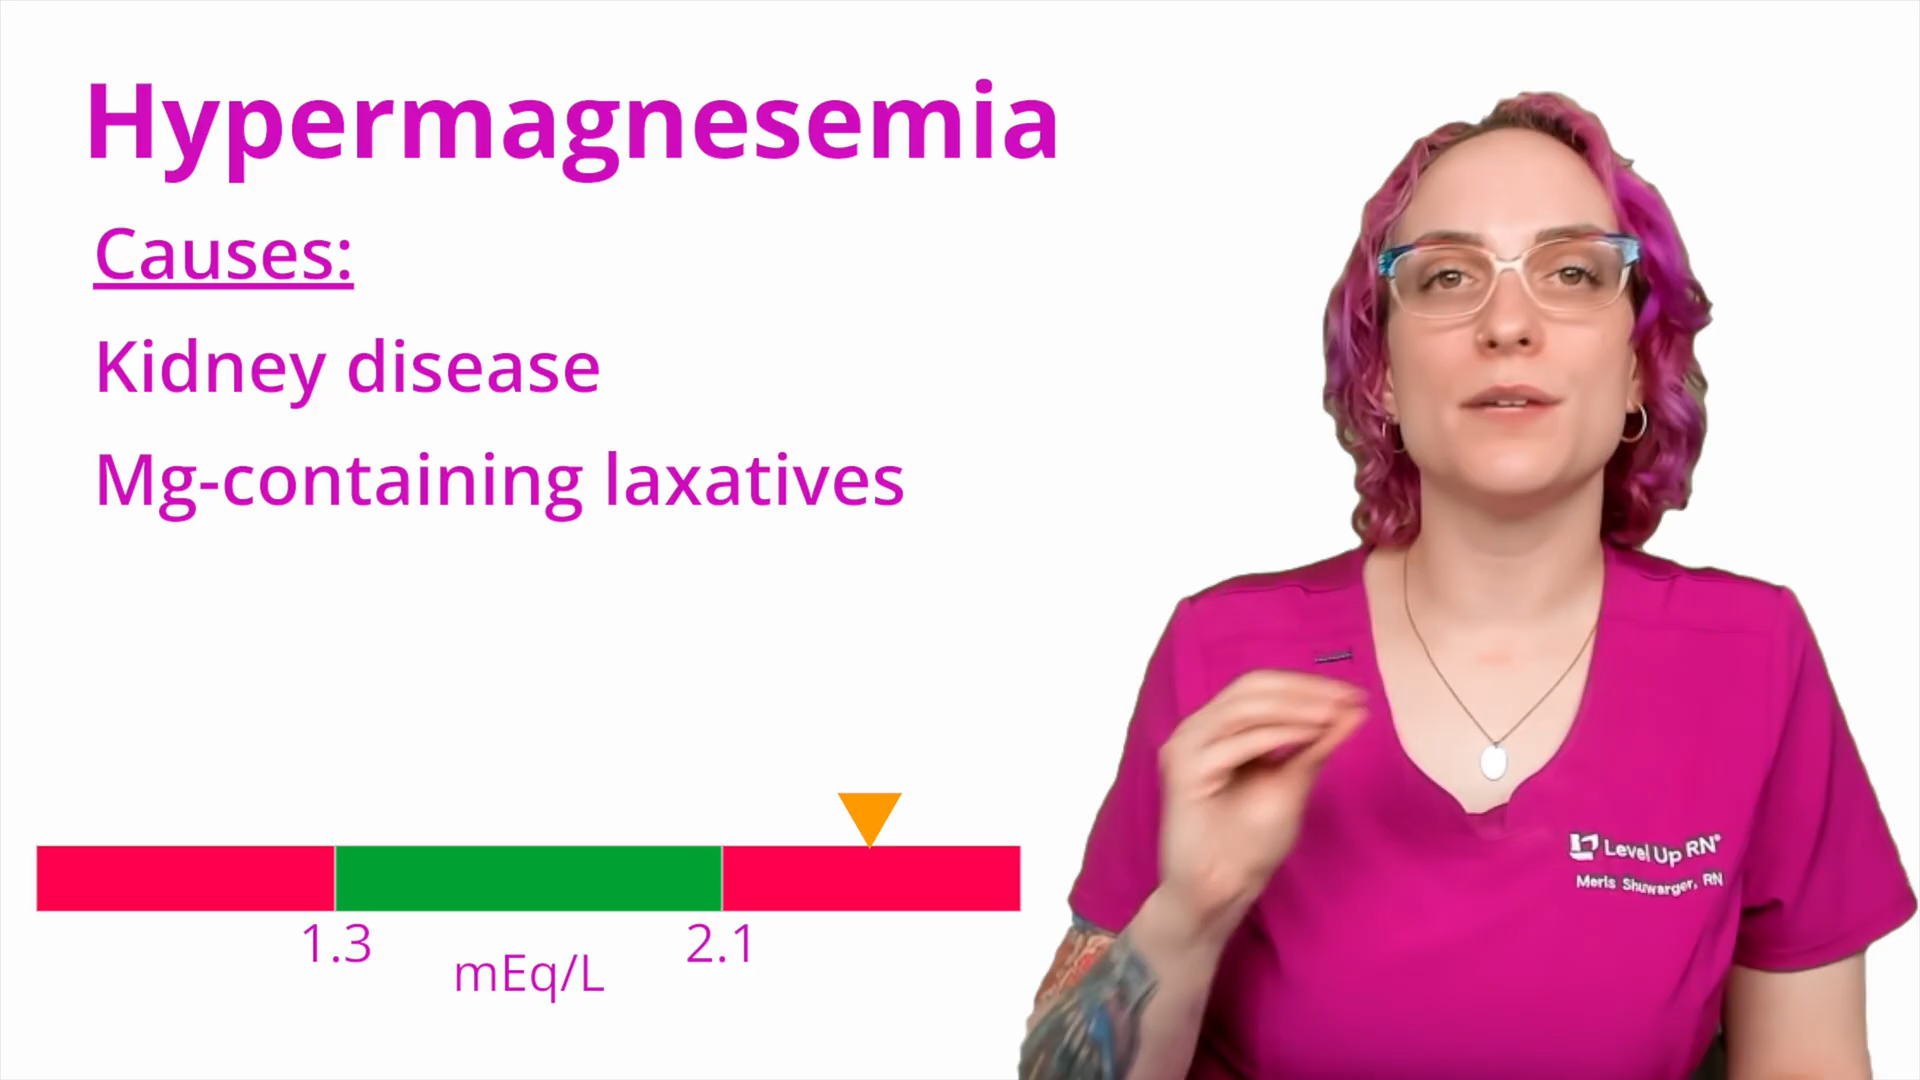 Hypermagnesemia
Causes:
Kidney disease
Mg-containing laxatives
1.3
2.1
mEq/L
Level Up RN
Meris Shuwarger, RN